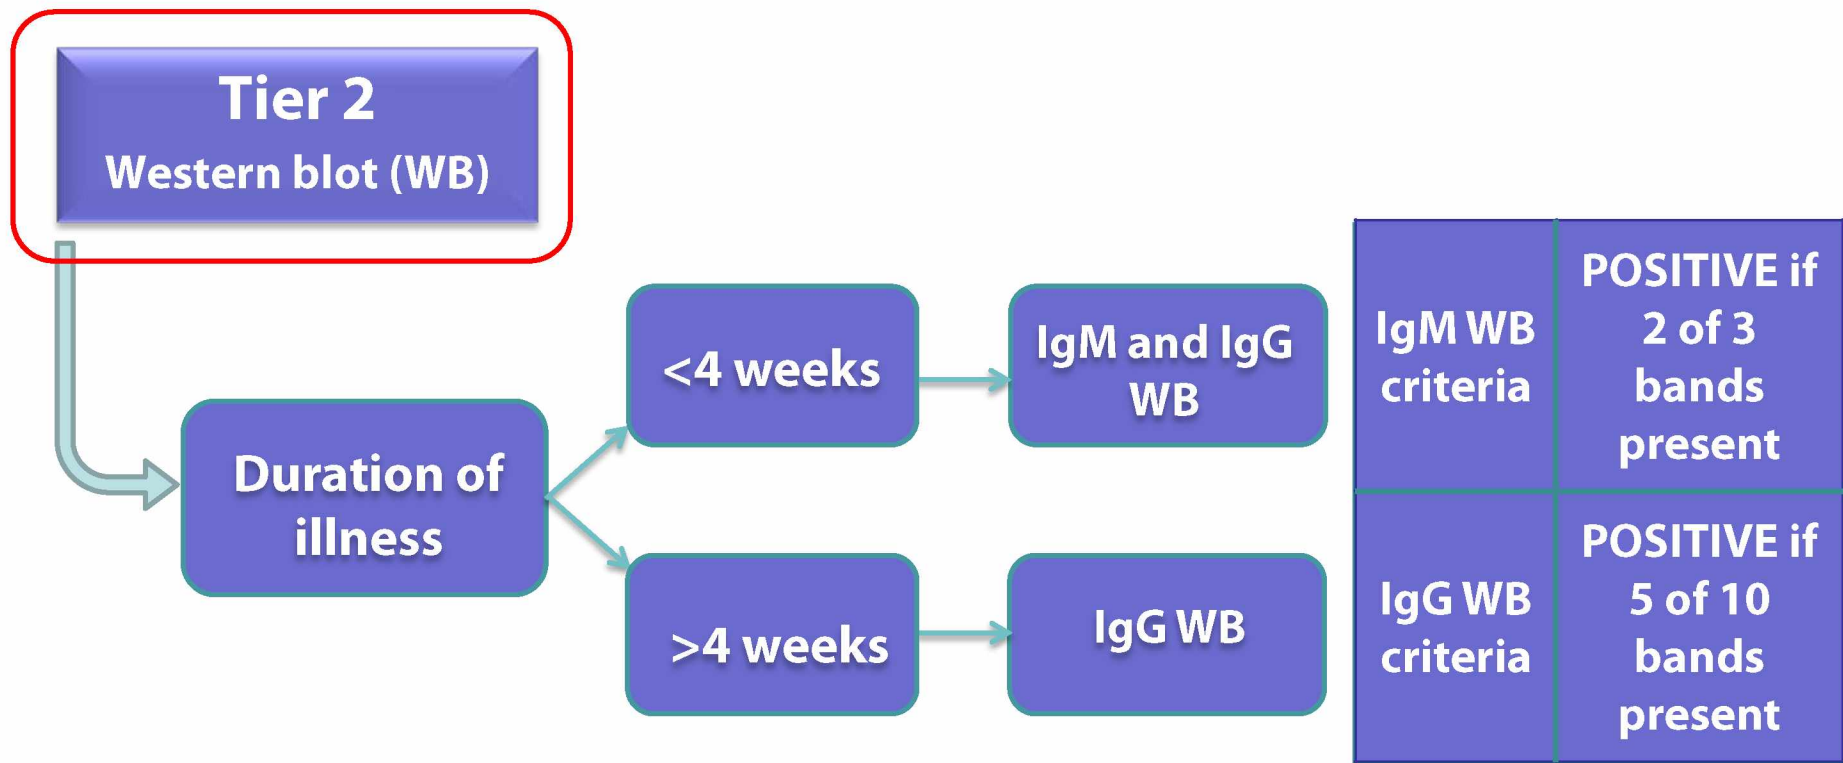 Tier 2
Western blot (WB)
Duration of
illness
<4 weeks
IgM and IgG
WB
>4 weeks
IgG WB
IgM WB
criteria
POSITIVE if
2 of 3
bands
present
IgG WB
criteria
POSITIVE if
5 of 10
bands
present